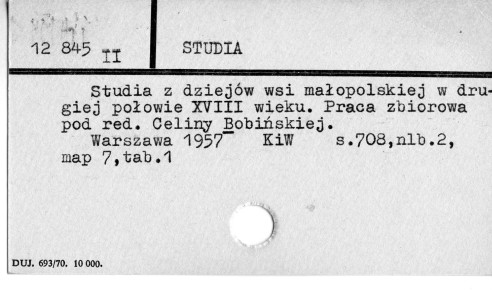 12 845 II
STUDIA
Studia z dziejów wsi małopolskiej w dru-
giej połowie XVIII wieku. Praca zbiorowa
pod red. Celiny Bobińskiej.
Warszawa 1957 KiW s.708,nlb.2,
map 7,tab.1
DUJ. 693/70. 10 000.